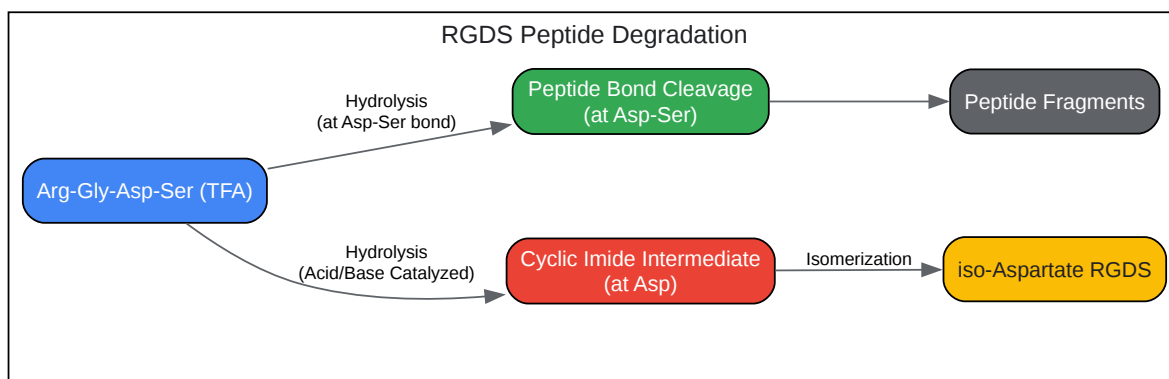 RGDS Peptide Degradation
Hydrolysis
(at Asp-Ser bond)
Peptide Bond Cleavage
(at Asp-Ser)
Peptide Fragments
Arg-Gly-Asp-Ser (TFA)
Hydrolysis
(Acid/Base Catalyzed)
Cyclic Imide Intermediate
(at Asp)
Isomerization
iso-Aspartate RGDS